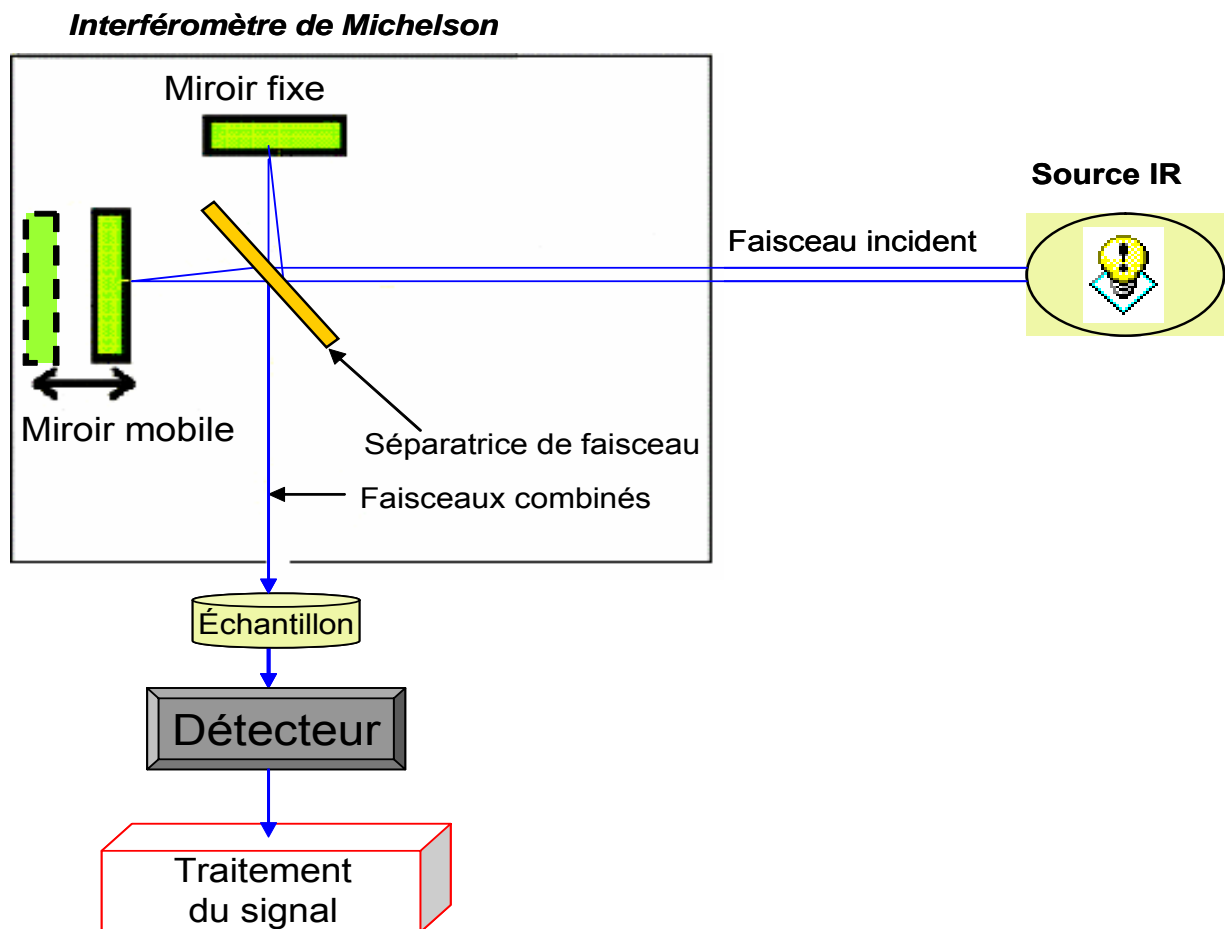 Interféromètre de Michelson
Miroir fixe
Source IR
Faisceau incident
Miroir mobile
Séparatrice de faisceau
Faisceaux combinés
Échantillon
Détecteur
Traitement
du signal